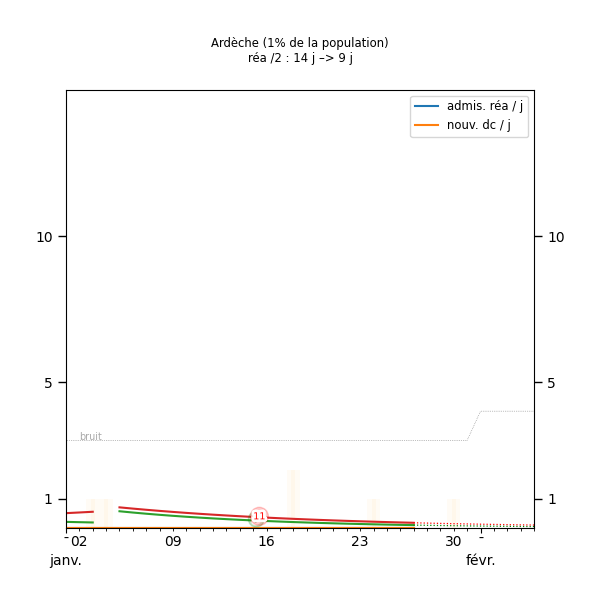 Ardèche (1% de la population)
réa /2 : 14 j –> 9 j
admis. réa / j
nouv. dc / j
10 10
5 5
bruit
1 1
11
- 02 09 16 23 30 -
janv. févr.